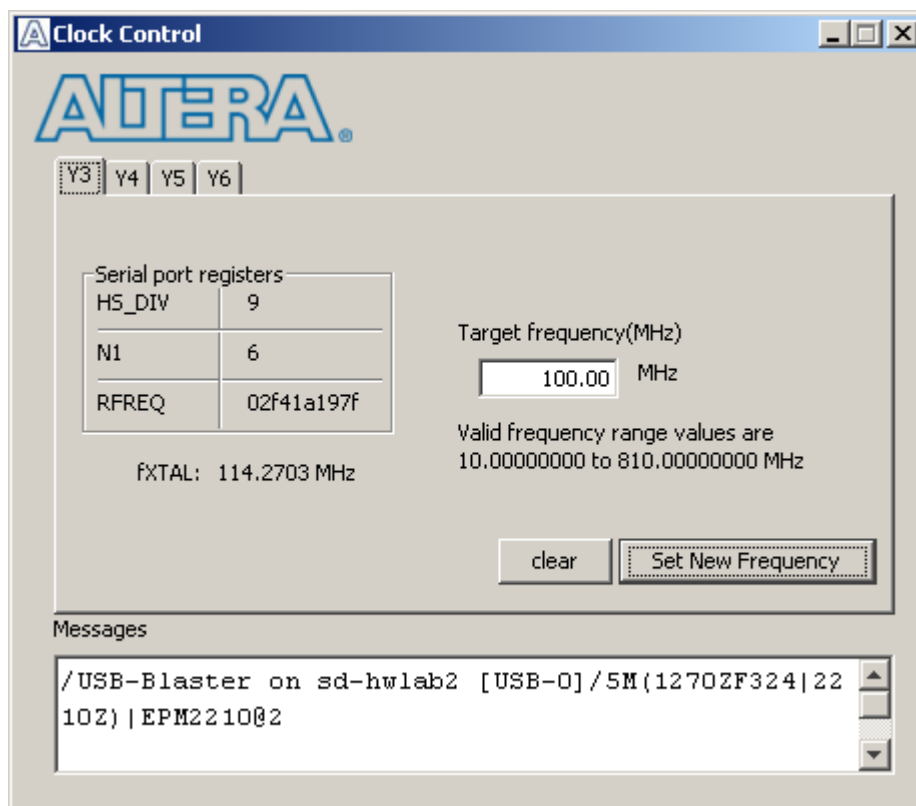 Clock Control
ALTERA®
Y3 Y4 Y5 Y6
Serial port registers
HS_DIV 9
N1 6
RFREQ 02f41a197f
fXTAL: 114.2703 MHz
Target frequency(MHz)
100.00 MHz
Valid frequency range values are
10.00000000 to 810.00000000 MHz
clear Set New Frequency
Messages
/USB-Blaster on sd-hwlab2 [USB-0]/5M(1270ZF324|22
10Z)|EPM2210@2